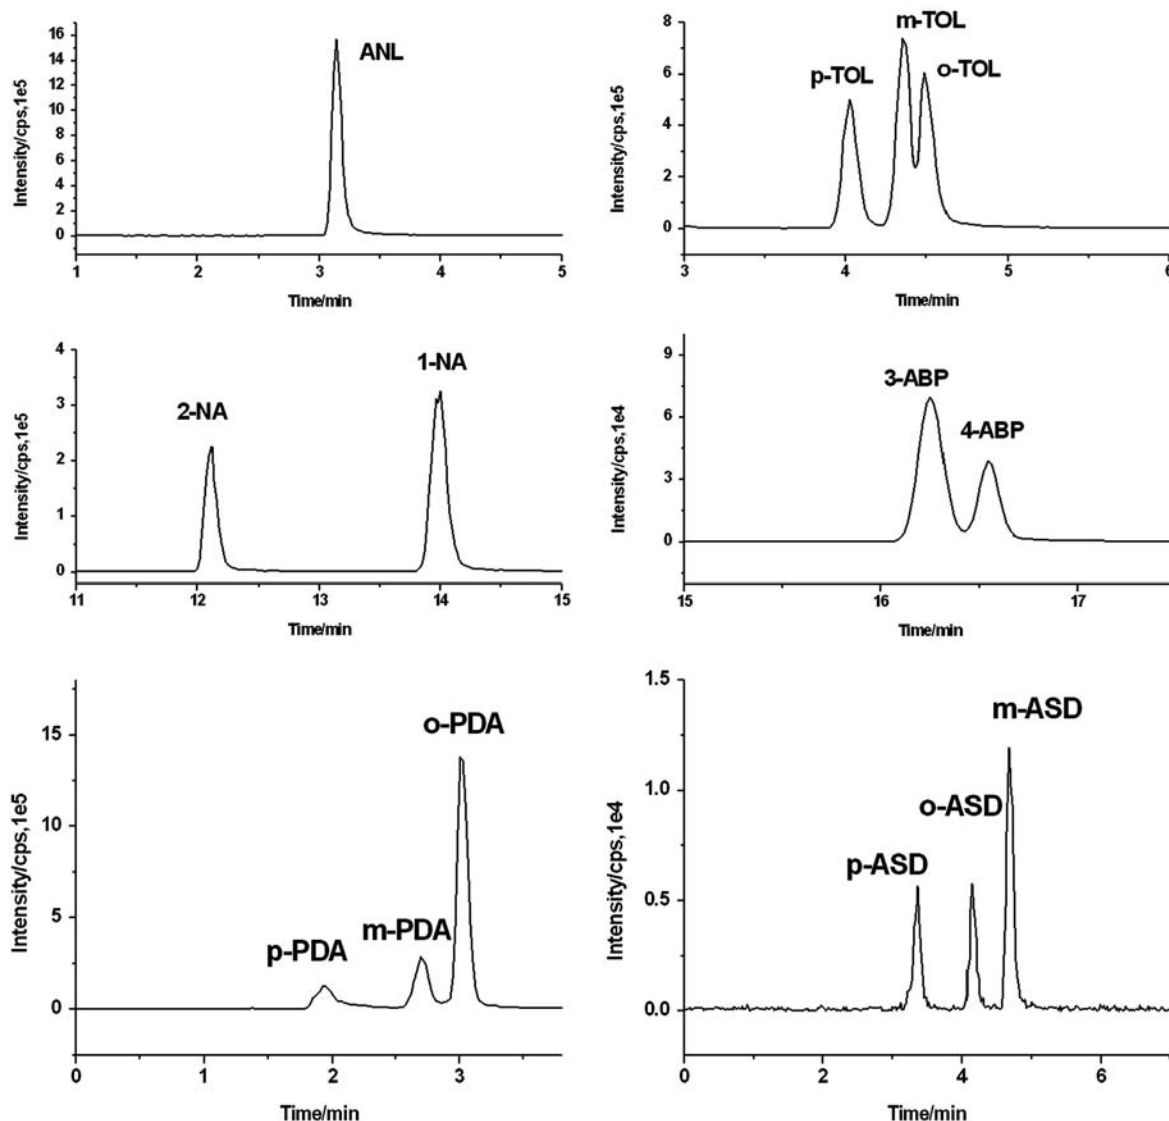 16
14
12
10
8
6
4
2
0
Intensity/cps,1e5
ANL
1 2 3 4 5
Time/min
8
6
4
2
0
Intensity/cps,1e5
m-TOL
p-TOL
o-TOL
3 4 5 6
Time/min
4
3
2
1
0
Intensity/cps,1e5
1-NA
2-NA
11 12 13 14 15
Time/min
9
6
3
0
Intensity/cps,1e4
3-ABP
4-ABP
15 16 17
Time/min
15
10
5
0
Intensity/cps,1e5
o-PDA
m-PDA
p-PDA
0 1 2 3
Time/min
1.5
1.0
0.5
0.0
Intensity/cps,1e4
m-ASD
o-ASD
p-ASD
0 2 4 6
Time/min